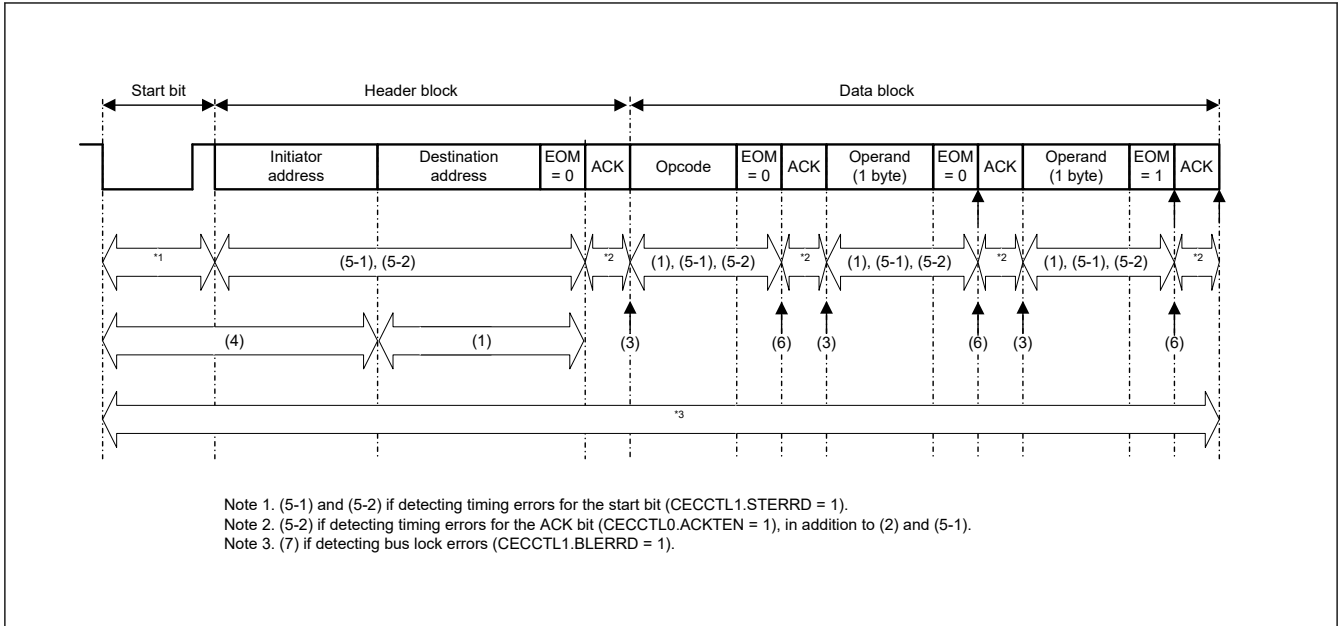 Start bit
Header block
Data block
Initiator
address
Destination
address
EOM
= 0
ACK
Opcode
EOM
= 0
ACK
Operand
(1 byte)
EOM
= 0
ACK
Operand
(1 byte)
EOM
= 1
ACK
*1
(5-1), (5-2)
*2
(1), (5-1), (5-2)
*2
(1), (5-1), (5-2)
*2
(1), (5-1), (5-2)
*2
(4)
(1)
(3)
(6)
(3)
(6)
(3)
(6)
*3
Note 1. (5-1) and (5-2) if detecting timing errors for the start bit (CECCTL1.STERRD = 1).
Note 2. (5-2) if detecting timing errors for the ACK bit (CECCTL0.ACKTEN = 1), in addition to (2) and (5-1).
Note 3. (7) if detecting bus lock errors (CECCTL1.BLERRD = 1).